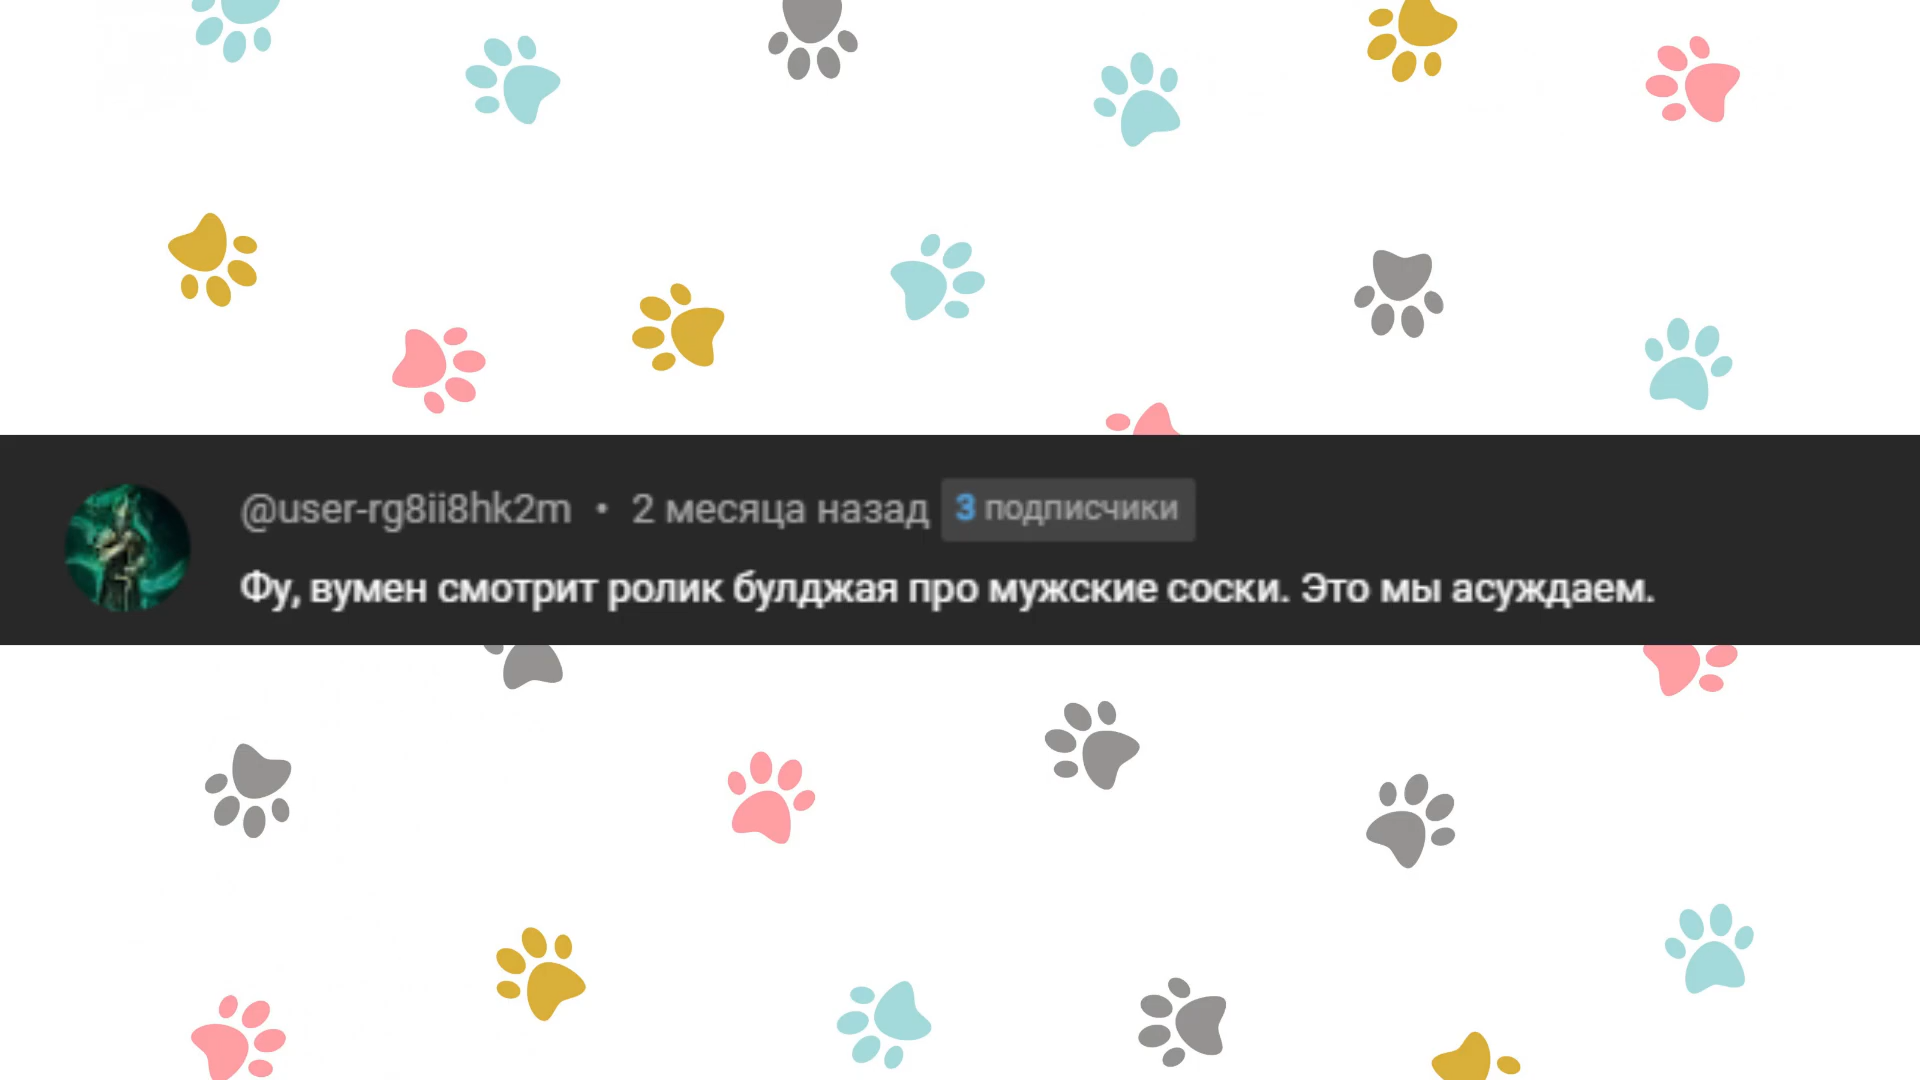 @user-rg8ii8hk2m • 2 месяца назад 3 подписчики
Фу, вумен смотрит ролик булджая про мужские соски. Это мы асуждаем.